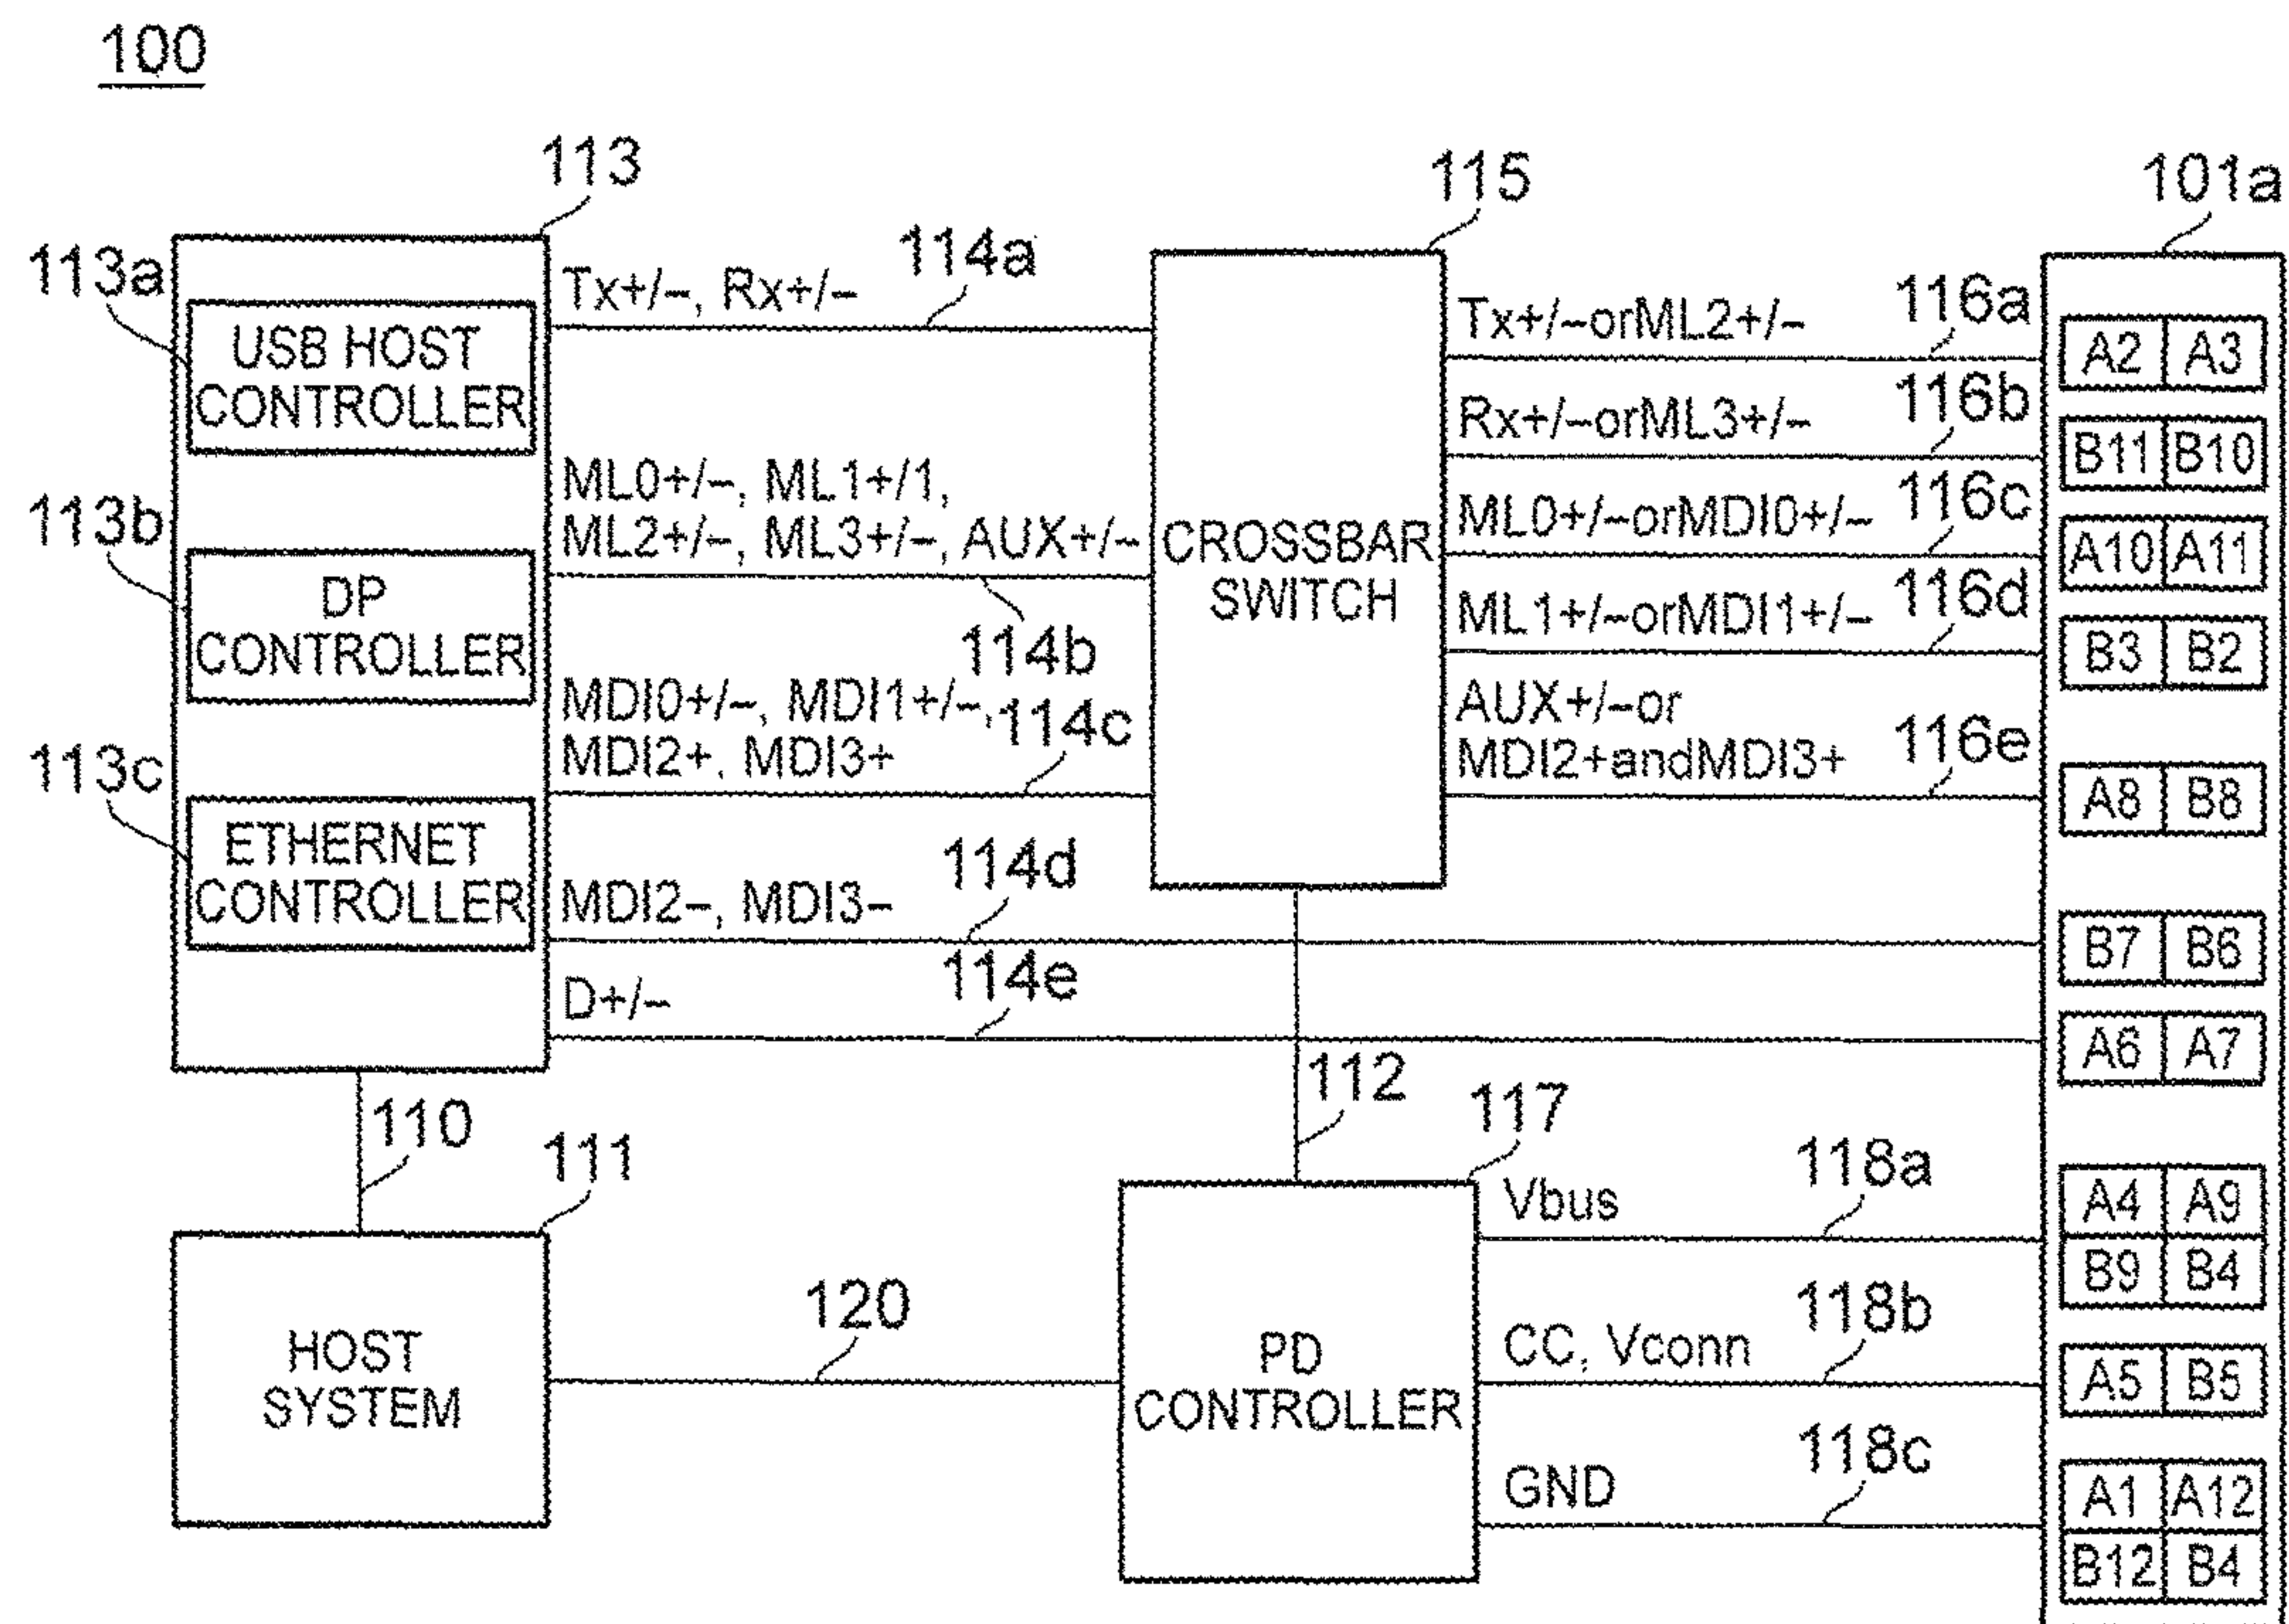 100
113
115
101a
113a
USB HOST
CONTROLLER
113b
DP
CONTROLLER
113c
ETHERNET
CONTROLLER
Tx+/–, Rx+/–
114a
ML0+/–, ML1+/1,
ML2+/–, ML3+/–, AUX+/–
114b
MDI0+/–, MDI1+/–,
MDI2+, MDI3+
114c
MDI2–, MDI3–
114d
D+/–
114e
CROSSBAR
SWITCH
Tx+/–orML2+/–
116a
Rx+/–orML3+/–
116b
ML0+/–orMDI0+/–
116c
ML1+/–orMDI1+/–
116d
AUX+/–or
MDI2+andMDI3+
116e
A2 A3
B11 B10
A10 A11
B3 B2
A8 B8
B7 B6
A6 A7
110
111
HOST
SYSTEM
120
112
117
PD
CONTROLLER
Vbus
118a
CC, Vconn
118b
GND
118c
A4 A9
B9 B4
A5 B5
A1 A12
B12 B4